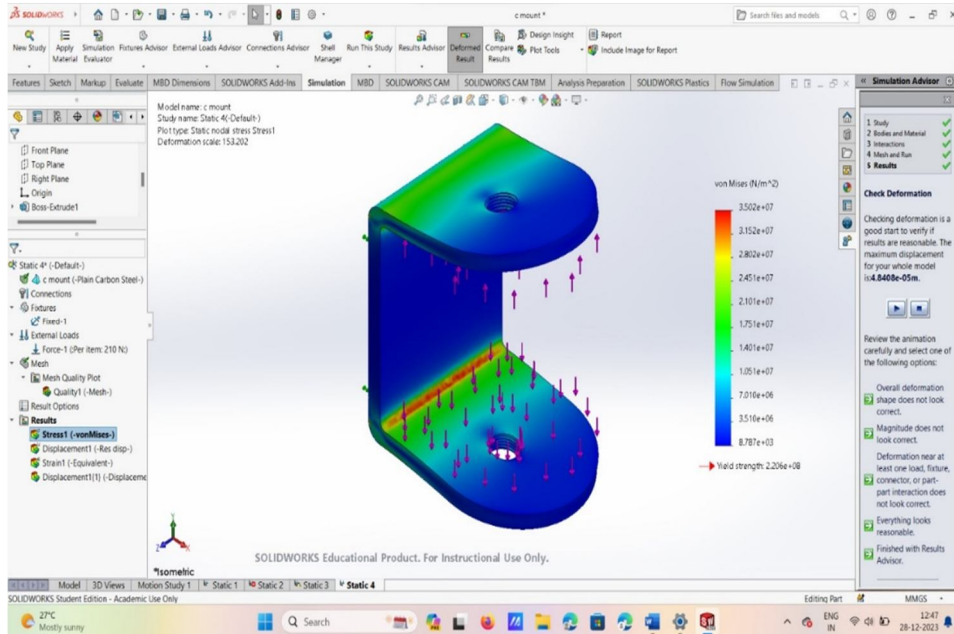 SOLIDWORKS
c mount *
Search files and models
New Study
Apply Material
Simulation Evaluator
Fixtures Advisor
External Loads Advisor
Connections Advisor
Shell Manager
Run This Study
Results Advisor
Deformed Result
Compare Results
Design Insight
Plot Tools
Report
Include Image for Report
Features Sketch Markup Evaluate MBD Dimensions SOLIDWORKS Add-Ins Simulation MBD SOLIDWORKS CAM SOLIDWORKS CAM TBM Analysis Preparation SOLIDWORKS Plastics Flow Simulation
Front Plane
Top Plane
Right Plane
Origin
Boss-Extrude1
Static 4* (-Default-)
c mount (-Plain Carbon Steel-)
Connections
Fixtures
Fixed-1
External Loads
Force-1 (:Per item: 210 N:)
Mesh
Mesh Quality Plot
Quality1 (-Mesh-)
Result Options
Results
Stress1 (-vonMises-)
Displacement1 (-Res disp-)
Strain1 (-Equivalent-)
Displacement1(1) (-Displaceme
Model name: c mount
Study name: Static 4(-Default-)
Plot type: Static nodal stress Stress1
Deformation scale: 153.202
von Mises (N/m^2)
3.502e+07
3.152e+07
2.802e+07
2.451e+07
2.101e+07
1.751e+07
1.401e+07
1.051e+07
7.010e+06
3.510e+06
8.787e+03
Yield strength: 2.206e+08
Y
Z
X
*Isometric
SOLIDWORKS Educational Product. For Instructional Use Only.
Simulation Advisor
1 Study
2 Bodies and Material
3 Interactions
4 Mesh and Run
5 Results
Check Deformation
Checking deformation is a
good start to verify if
results are reasonable. The
maximum displacement
for your whole model
is:4.8408e-05m.
Review the animation
carefully and select one of
the following options:
Overall deformation
shape does not look
correct.
Magnitude does not
look correct.
Deformation near at
least one load, fixture,
connector, or part-
part interaction does
not look correct.
Everything looks
reasonable.
Finished with Results
Advisor.
Model 3D Views Motion Study 1 Static 1 Static 2 Static 3 Static 4
SOLIDWORKS Student Edition - Academic Use Only
Editing Part
MMGS
27°C
Mostly sunny
Search
ENG
IN
12:47
28-12-2023